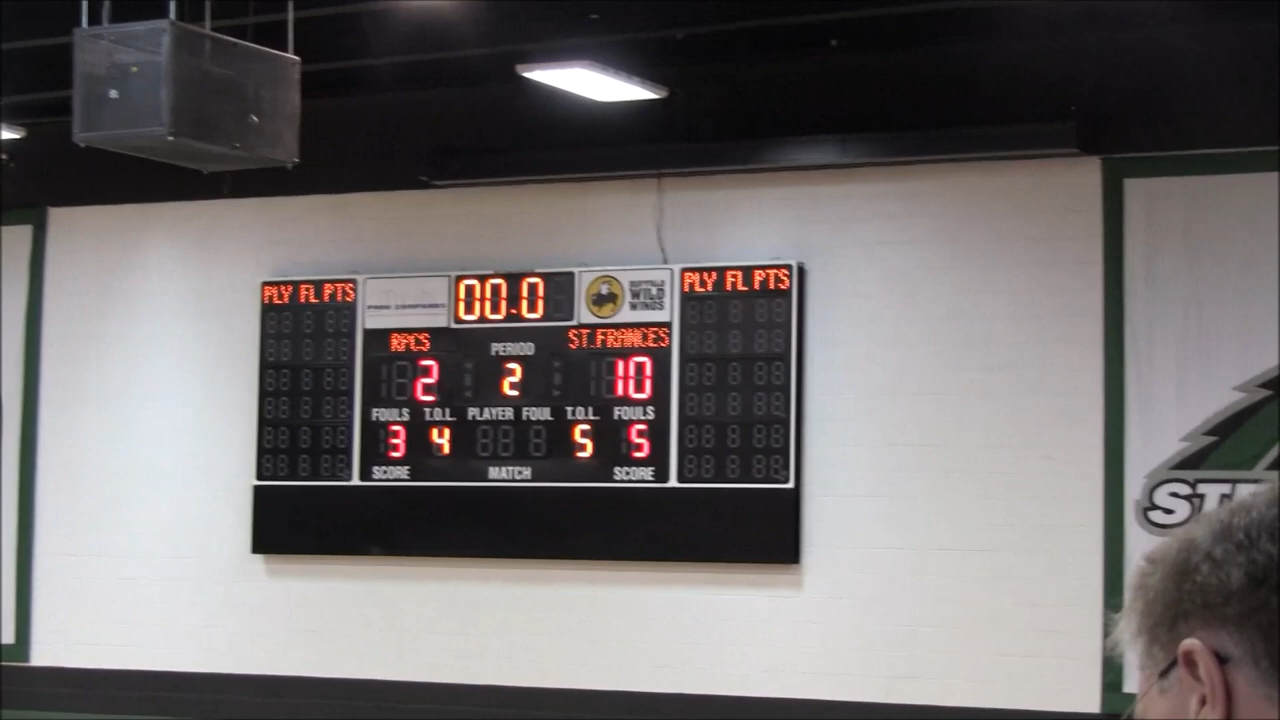 PLY FL PTS
00.0
BUFFALO
WILD
WINGS
PLY FL PTS
RPCS
ST.FRANCES
PERIOD
2
2
10
FOULS T.O.L. PLAYER FOUL T.O.L. FOULS
3 4 5 5
SCORE MATCH SCORE